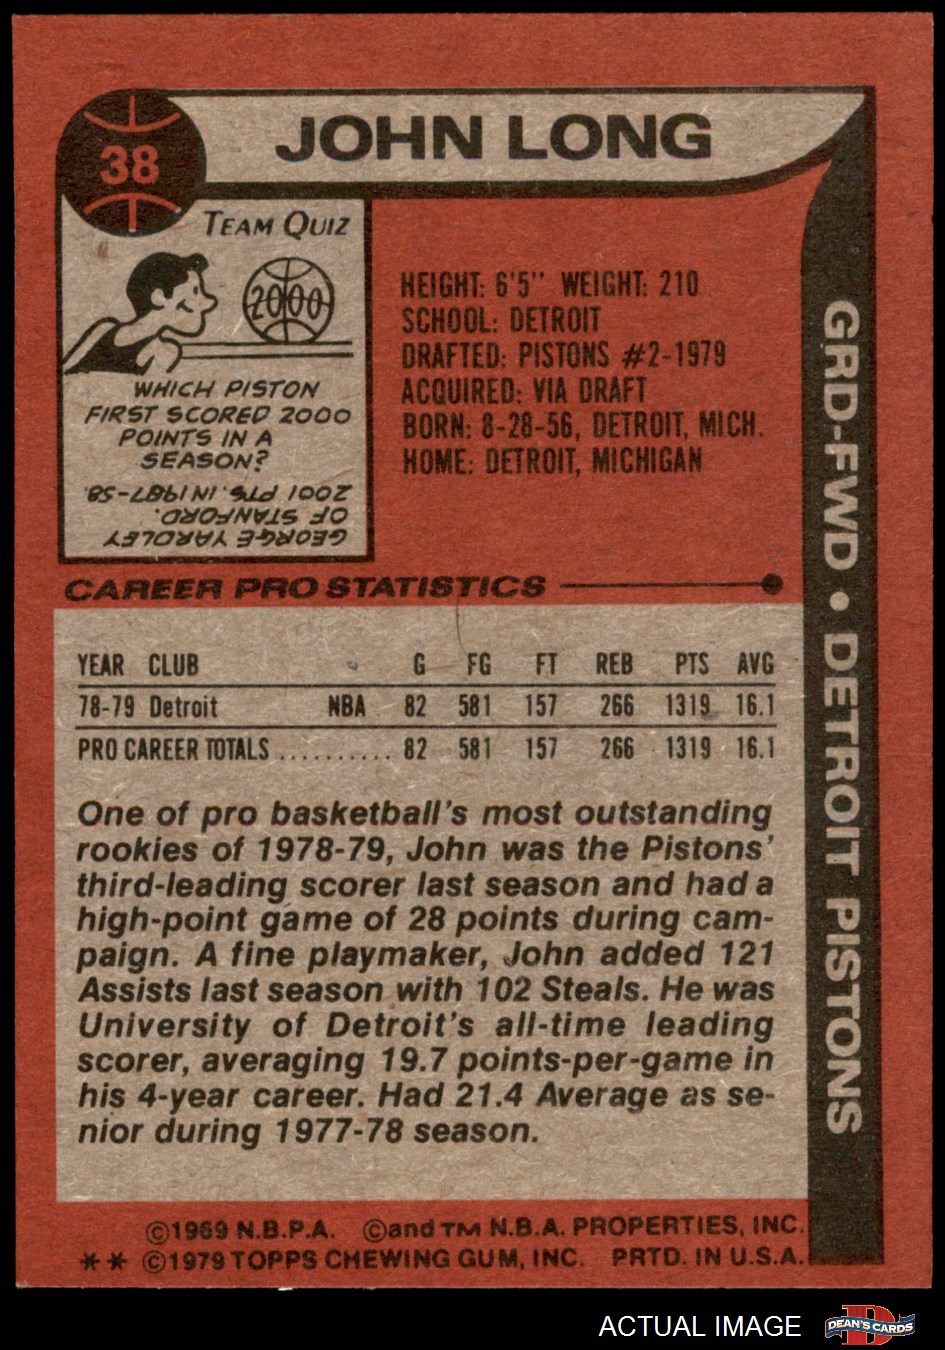 38
JOHN LONG
TEAM QUIZ
2000
WHICH PISTON
FIRST SCORED 2000
POINTS IN A
SEASON?
GEORGE YARDLEY
OF STANFORD.
2001 PTS. IN 1987-58.
HEIGHT: 6'5'' WEIGHT: 210
SCHOOL: DETROIT
DRAFTED: PISTONS #2-1979
ACQUIRED: VIA DRAFT
BORN: 8-28-56, DETROIT, MICH.
HOME: DETROIT, MICHIGAN
GRD-FWD • DETROIT PISTONS
CAREER PRO STATISTICS
YEAR CLUB G FG FT REB PTS AVG
78-79 Detroit NBA 82 581 157 266 1319 16.1
PRO CAREER TOTALS .......... 82 581 157 266 1319 16.1
One of pro basketball's most outstanding
rookies of 1978-79, John was the Pistons'
third-leading scorer last season and had a
high-point game of 28 points during cam-
paign. A fine playmaker, John added 121
Assists last season with 102 Steals. He was
University of Detroit's all-time leading
scorer, averaging 19.7 points-per-game in
his 4-year career. Had 21.4 Average as se-
nior during 1977-78 season.
©1969 N.B.P.A. ©and TM N.B.A. PROPERTIES, INC.
** ©1979 TOPPS CHEWING GUM, INC. PRTD. IN U.S.A.
ACTUAL IMAGE
D
DEAN'S CARDS